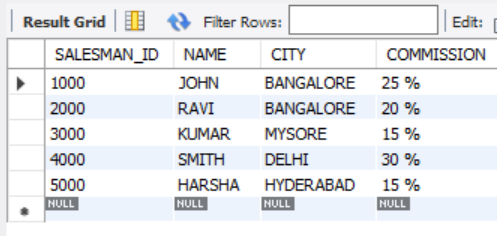 Result Grid Filter Rows: Edit:
SALESMAN_ID NAME CITY COMMISSION
1000 JOHN BANGALORE 25 %
2000 RAVI BANGALORE 20 %
3000 KUMAR MYSORE 15 %
4000 SMITH DELHI 30 %
5000 HARSHA HYDERABAD 15 %
NULL NULL NULL NULL